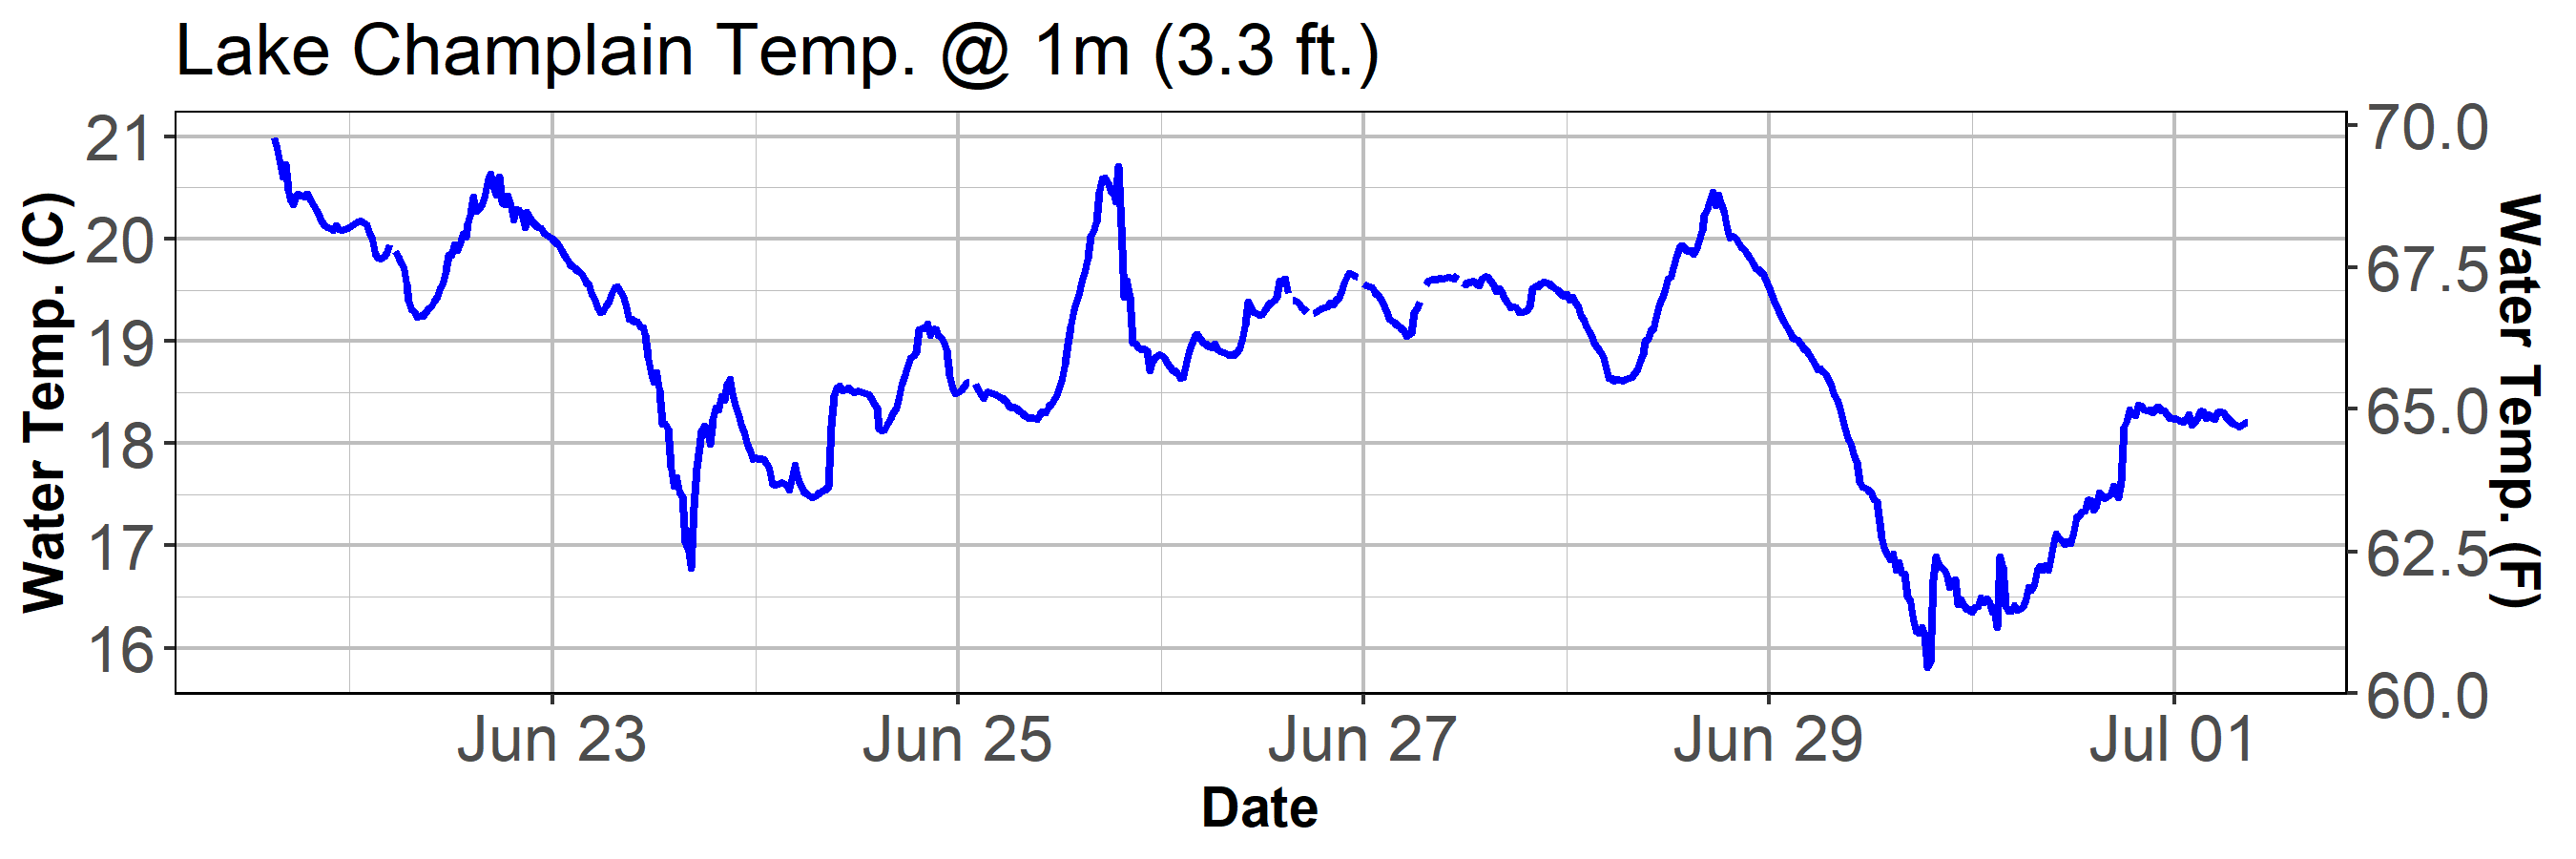 Lake Champlain Temp. @ 1m (3.3 ft.)
Water Temp. (C)
21
20
19
18
17
16
70.0
67.5
65.0
62.5
60.0
Water Temp. (F)
Jun 23 Jun 25 Jun 27 Jun 29 Jul 01
Date